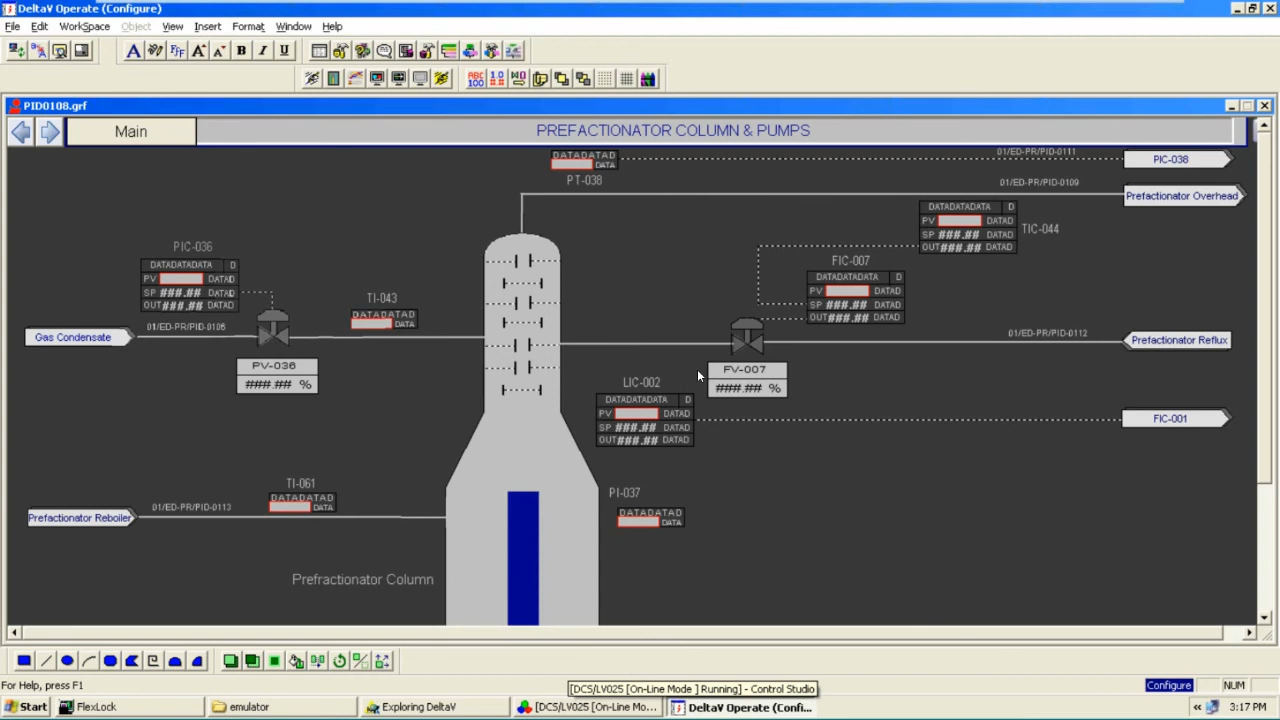 DeltaV Operate (Configure)
File Edit WorkSpace Object View Insert Format Window Help
PID0108.grf
Main
PREFACTIONATOR COLUMN & PUMPS
DATADATAD
DATA
PT-038
01/ED-PR/PID-0111
PIC-038
01/ED-PR/PID-0109
Prefactionator Overhead
DATADATADATA D
PV DATAD
SP ###.## DATAD
OUT ###.## DATAD
TIC-044
PIC-036
DATADATADATA D
PV DATAD
SP ###.## DATAD
OUT ###.## DATAD
FIC-007
DATADATADATA D
PV DATAD
SP ###.## DATAD
OUT ###.## DATAD
TI-043
DATADATAD
DATA
Gas Condensate
01/ED-PR/PID-0106
PV-036
###.## %
01/ED-PR/PID-0112
Prefactionator Reflux
FV-007
###.## %
LIC-002
DATADATADATA D
PV DATAD
SP ###.## DATAD
OUT ###.## DATAD
FIC-001
TI-061
DATADATAD
DATA
01/ED-PR/PID-0113
Prefactionator Reboiler
PI-037
DATADATAD
DATA
Prefractionator Column
For Help, press F1
Configure NUM
[DCS/LV025 [On-Line Mode ] Running] - Control Studio
Start FlexLock emulator Exploring DeltaV [DCS/LV025 [On-Line Mo... DeltaV Operate (Confi... 3:17 PM